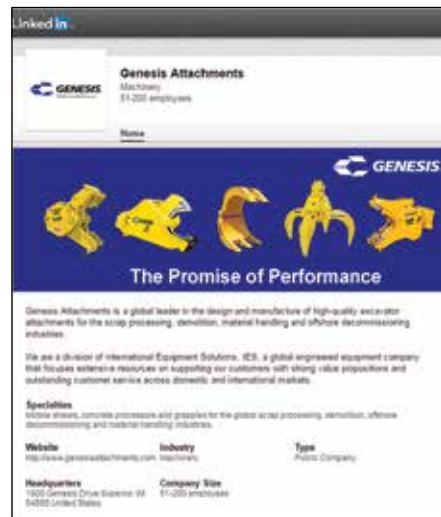 Linked in
Genesis Attachments
Machinery
51-200 employees
GENESIS
Home
GENESIS
The Promise of Performance
Genesis Attachments is a global leader in the design and manufacture of high-quality excavator
attachments for the scrap processing, demolition, material handling and offshore decommissioning
industries.
We are a division of International Equipment Solutions, IES, a global engineered equipment company
that focuses extensive resources on supporting our customers with strong value propositions and
outstanding customer service across domestic and international markets.
Specialties
shears, concrete processors and grapples for the global scrap processing, demolition, offshore
decommissioning and material handling industries.
Website Industry Type
http://www.genesisattachments.com Machinery Public Company
Headquarters Company Size
1600 Genesis Drive Superior, WI 51-200 employees
54880 United States